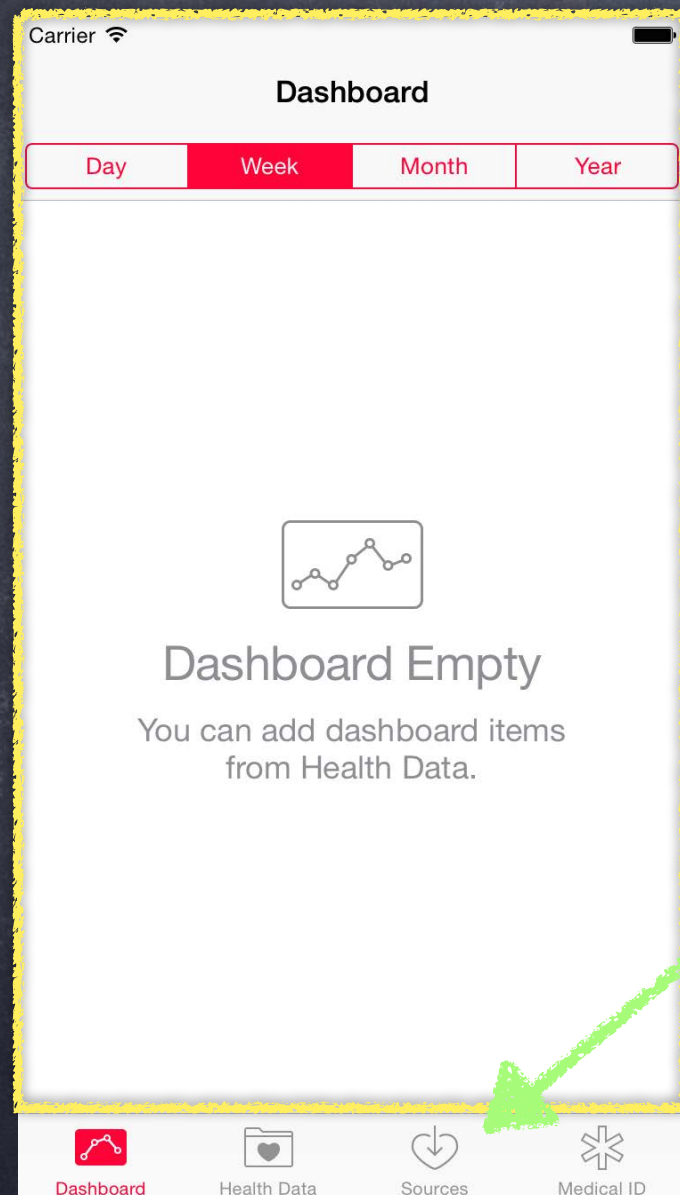 Carrier
Dashboard
Day Week Month Year
Dashboard Empty
You can add dashboard items
from Health Data.
Dashboard Health Data Sources Medical ID